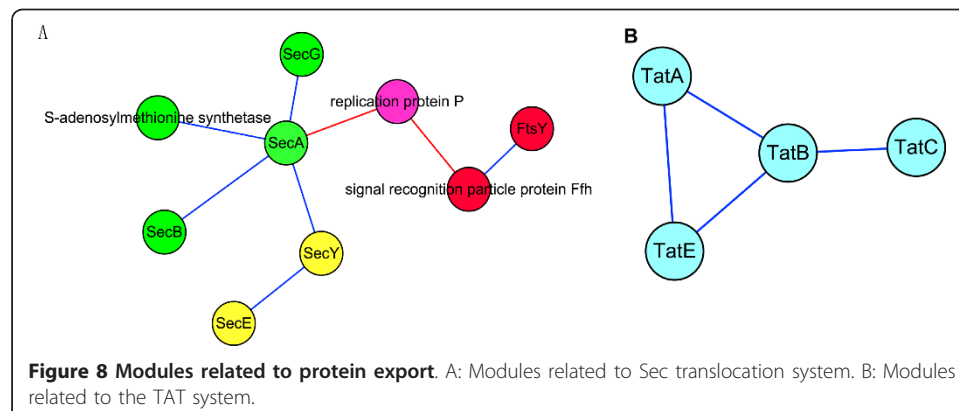 A
SecG
replication protein P
S-adenosylmethionine synthetase
FtsY
SecA
signal recognition particle protein Ffh
SecB
SecY
SecE
B
TatA
TatC
TatB
TatE
Figure 8 Modules related to protein export. A: Modules related to Sec translocation system. B: Modules
related to the TAT system.